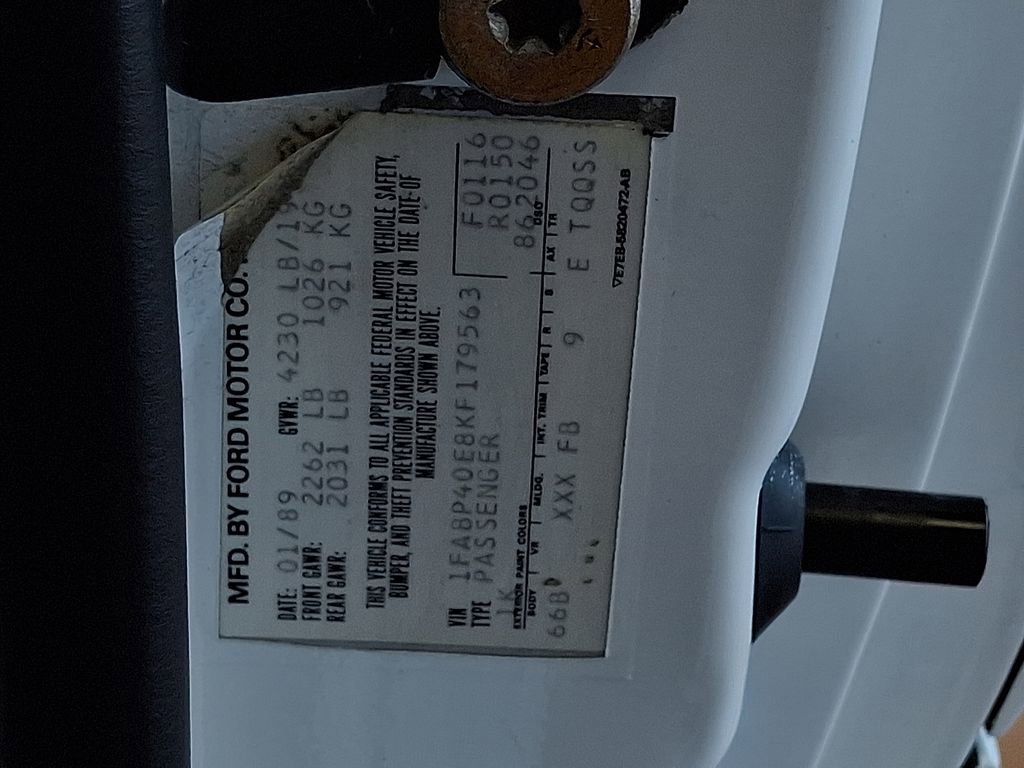 MFD. BY FORD MOTOR CO.
DATE: 01/89 GVWR: 4230 LB/19
FRONT GAWR: 2262 LB 1026 KG
REAR GAWR: 2031 LB 921 KG
THIS VEHICLE CONFORMS TO ALL APPLICABLE FEDERAL MOTOR VEHICLE SAFETY,
BUMPER, AND THEFT PREVENTION STANDARDS IN EFFECT ON THE DATE OF
MANUFACTURE SHOWN ABOVE.
VIN 1FABP40E8KF179563 F0116
TYPE PASSENGER R0150
1K 862046
EXTERIOR PAINT COLORS DSO
BODY VR MLDG. INT. TRIM TAPE R S AX TR
66B XXX FB 9 E TQQSS